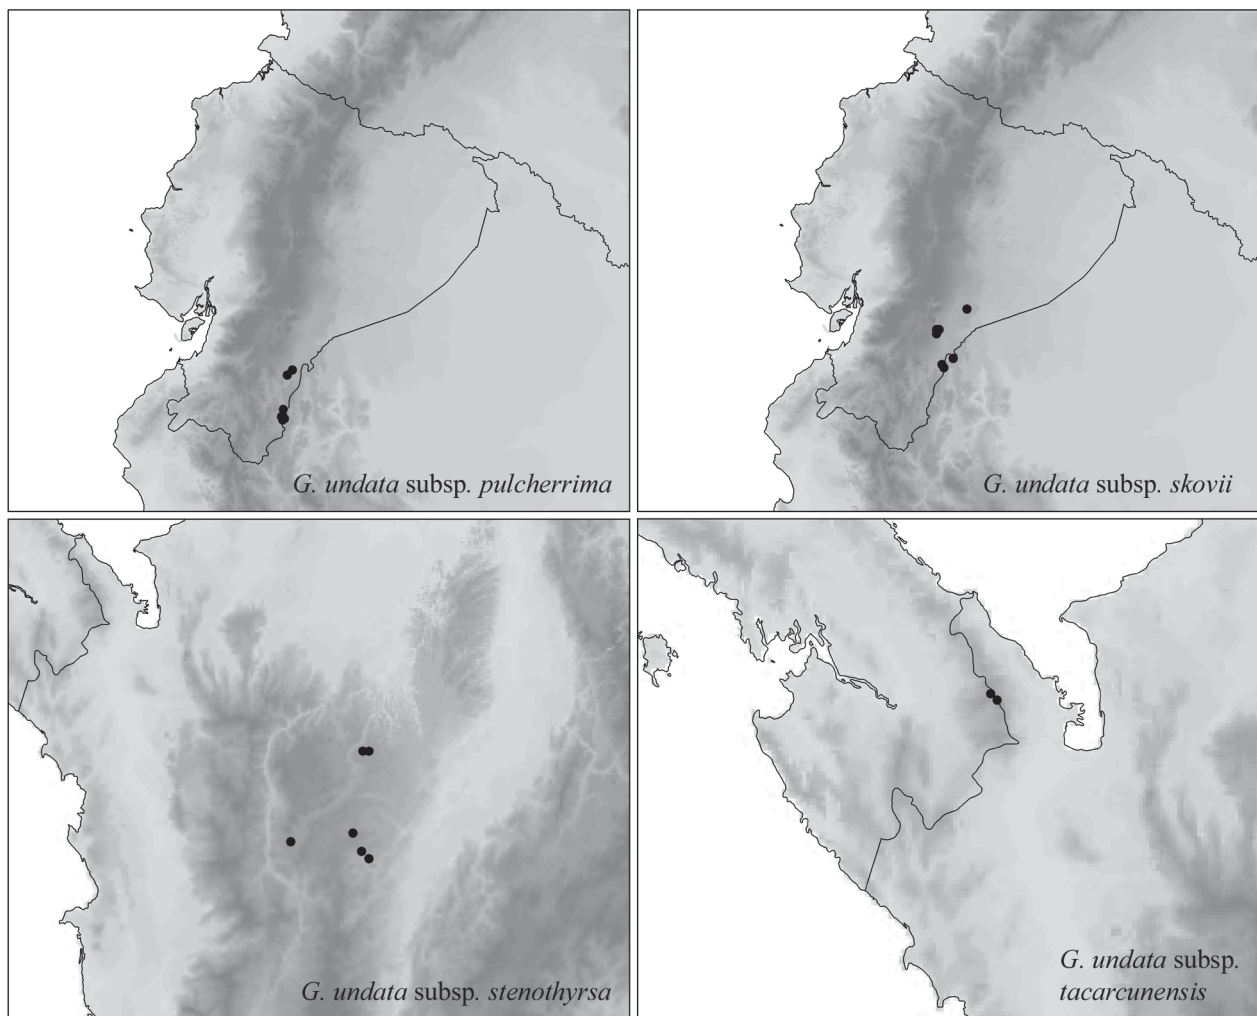 G. undata subsp. pulcherrima
G. undata subsp. skovii
G. undata subsp. stenothyrsa
G. undata subsp.
tacarcunensis